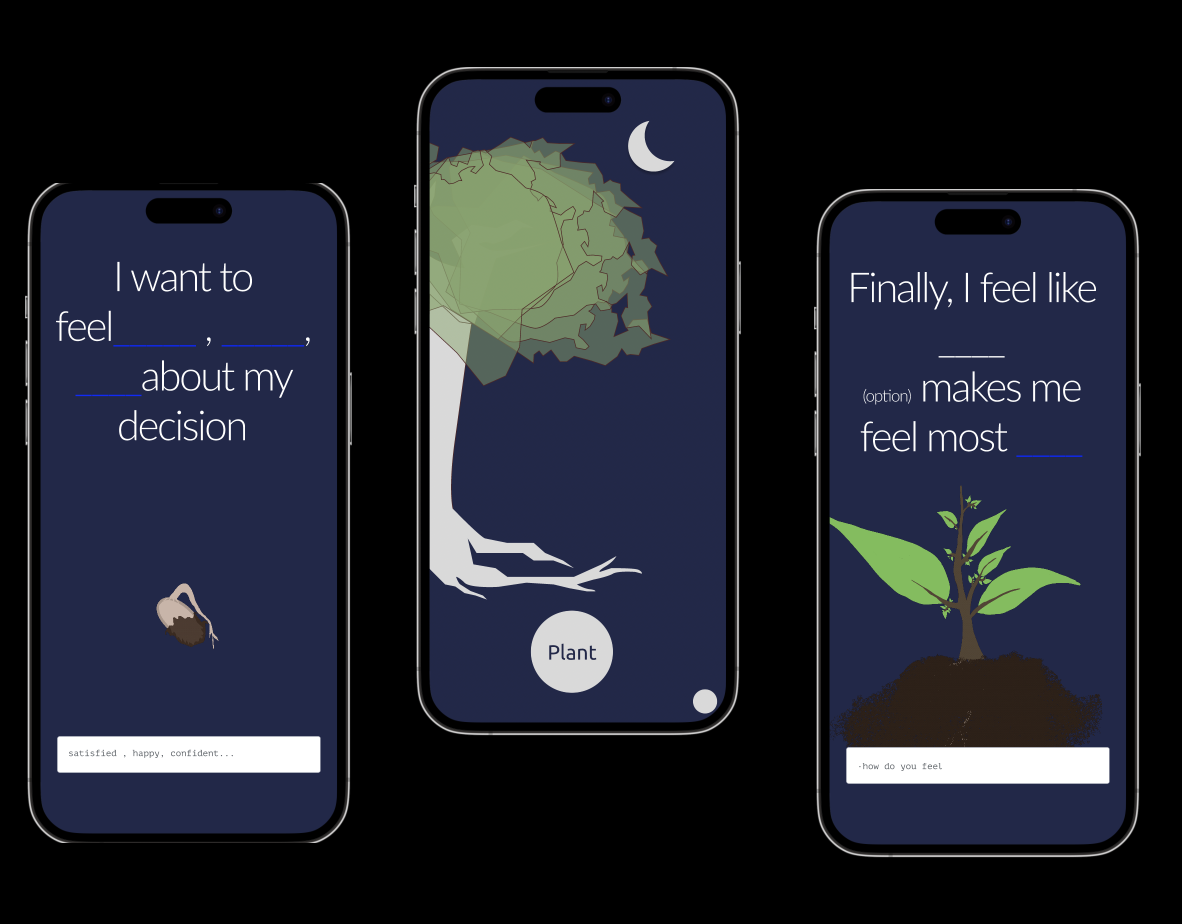 I want to
feel_____ , _____,
____about my
decision
satisfied , happy, confident...
Plant
Finally, I feel like
____
(option) makes me
feel most ____
-how do you feel